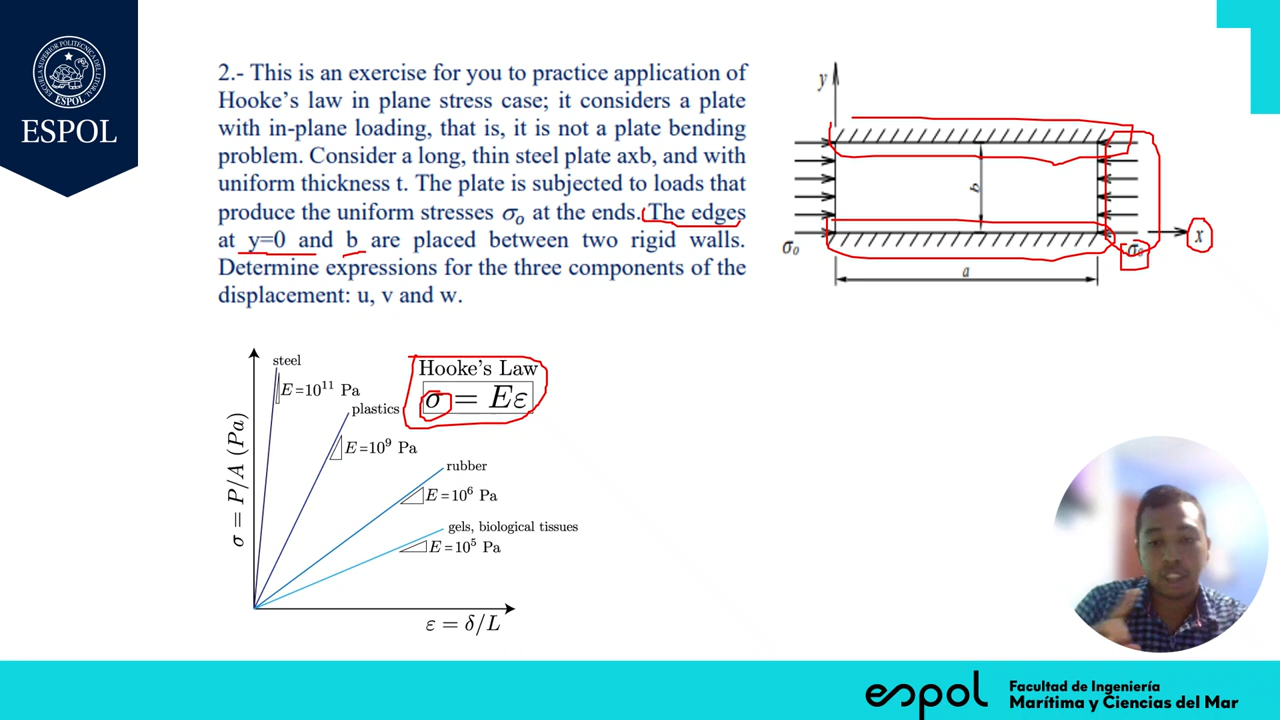 ESPOL
ESPOL
2.- This is an exercise for you to practice application of
Hooke's law in plane stress case; it considers a plate
with in-plane loading, that is, it is not a plate bending
problem. Consider a long, thin steel plate axb, and with
uniform thickness t. The plate is subjected to loads that
produce the uniform stresses σo at the ends. The edges
at y=0 and b are placed between two rigid walls.
Determine expressions for the three components of the
displacement: u, v and w.
y
b
σo
σo
x
a
steel
E=10¹¹ Pa
plastics
E=10⁹ Pa
Hooke's Law
σ = Eε
rubber
E=10⁶ Pa
gels, biological tissues
E=10⁵ Pa
σ = P/A (Pa)
ε = δ/L
espol
Facultad de Ingeniería
Marítima y Ciencias del Mar